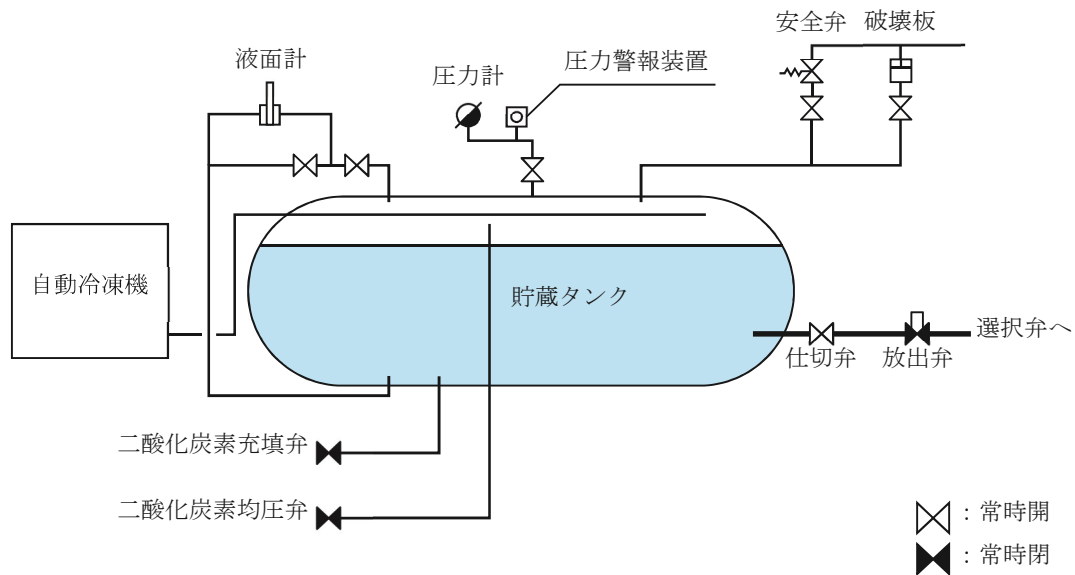 安全弁
破壊板
液面計
圧力計
圧力警報装置
自動冷凍機
貯蔵タンク
選択弁へ
仕切弁
放出弁
二酸化炭素充填弁
二酸化炭素均圧弁
：常時開
：常時閉